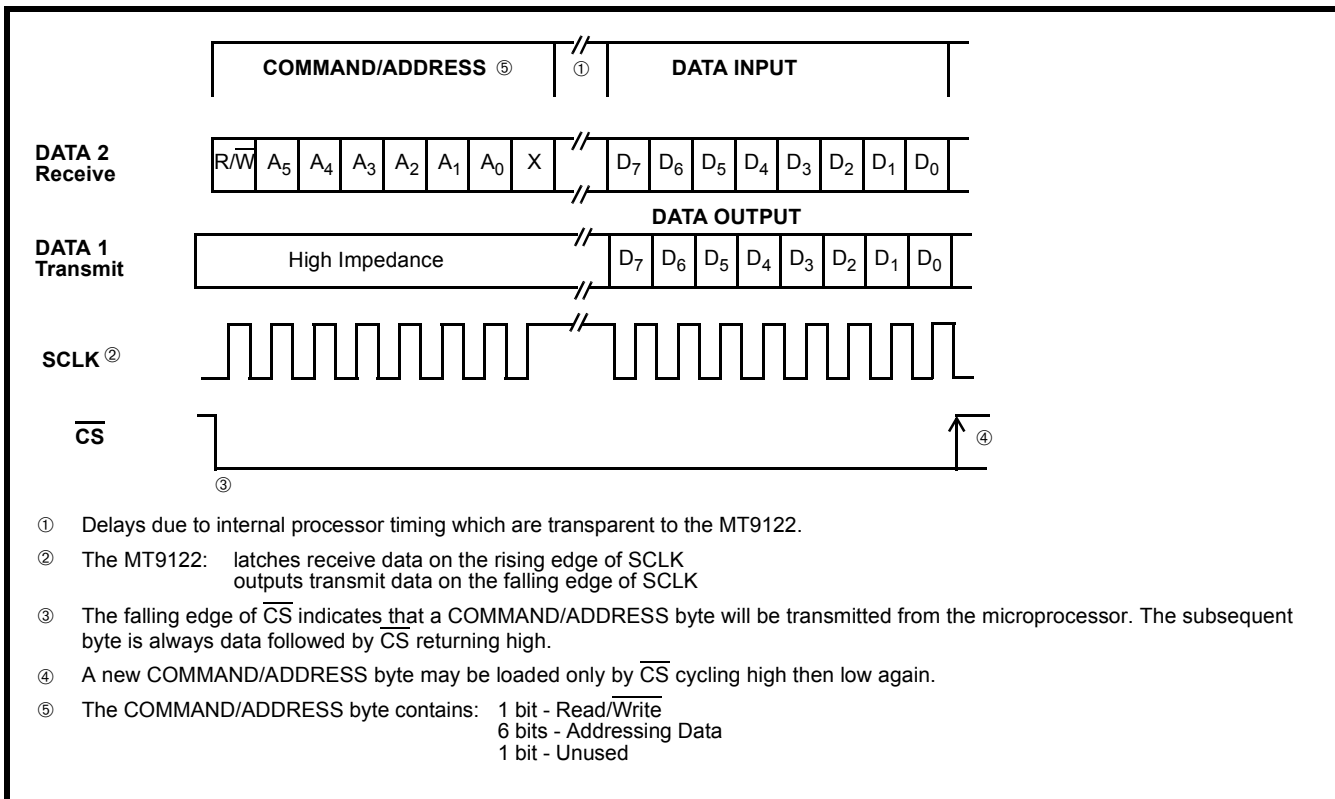 COMMAND/ADDRESS ⑤ ① DATA INPUT
DATA 2
Receive
R/W̅ A₅ A₄ A₃ A₂ A₁ A₀ X D₇ D₆ D₅ D₄ D₃ D₂ D₁ D₀
DATA OUTPUT
DATA 1
Transmit
High Impedance D₇ D₆ D₅ D₄ D₃ D₂ D₁ D₀
SCLK ②
C̅S̅
③ ④
① Delays due to internal processor timing which are transparent to the MT9122.
② The MT9122: latches receive data on the rising edge of SCLK
outputs transmit data on the falling edge of SCLK
③ The falling edge of C̅S̅ indicates that a COMMAND/ADDRESS byte will be transmitted from the microprocessor. The subsequent
byte is always data followed by C̅S̅ returning high.
④ A new COMMAND/ADDRESS byte may be loaded only by C̅S̅ cycling high then low again.
⑤ The COMMAND/ADDRESS byte contains: 1 bit - Read/W̅r̅i̅t̅e̅
6 bits - Addressing Data
1 bit - Unused